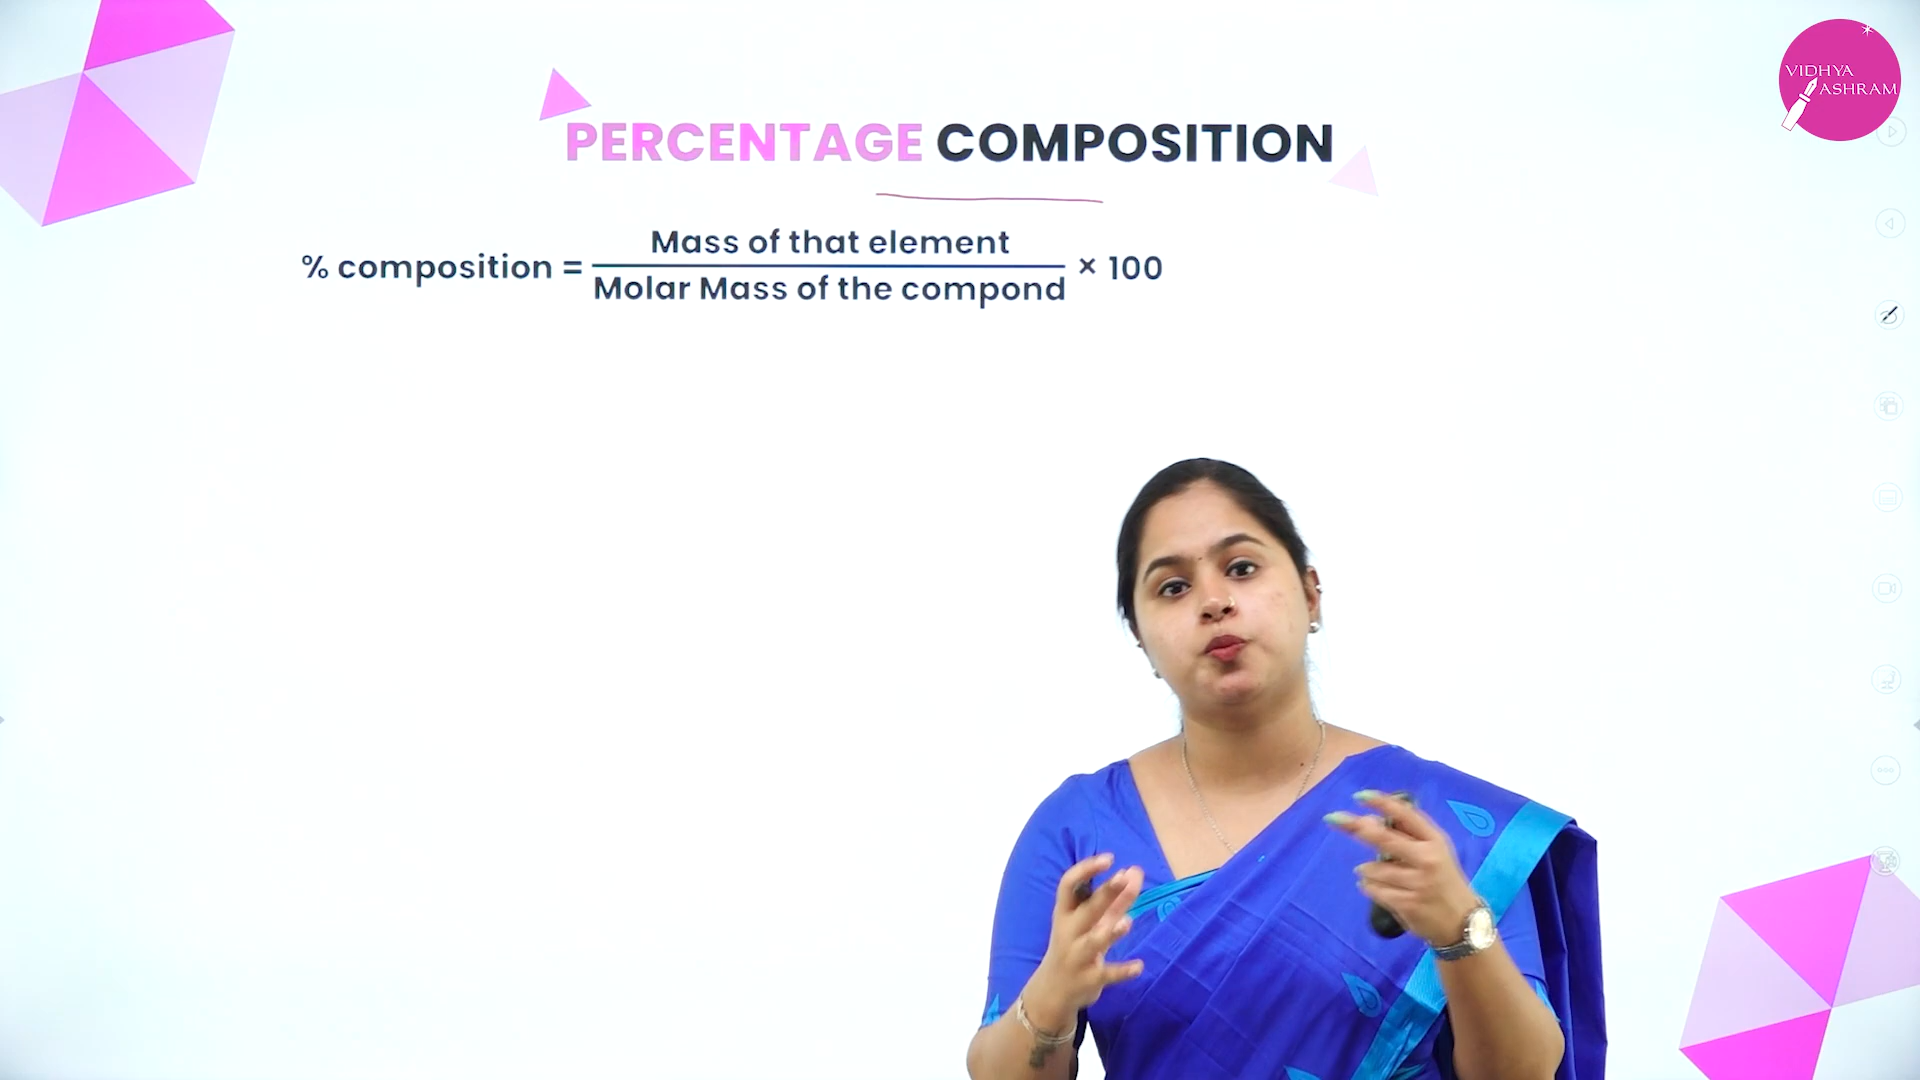 VIDHYA
ASHRAM
PERCENTAGE COMPOSITION
% composition = Mass of that element / Molar Mass of the compond × 100